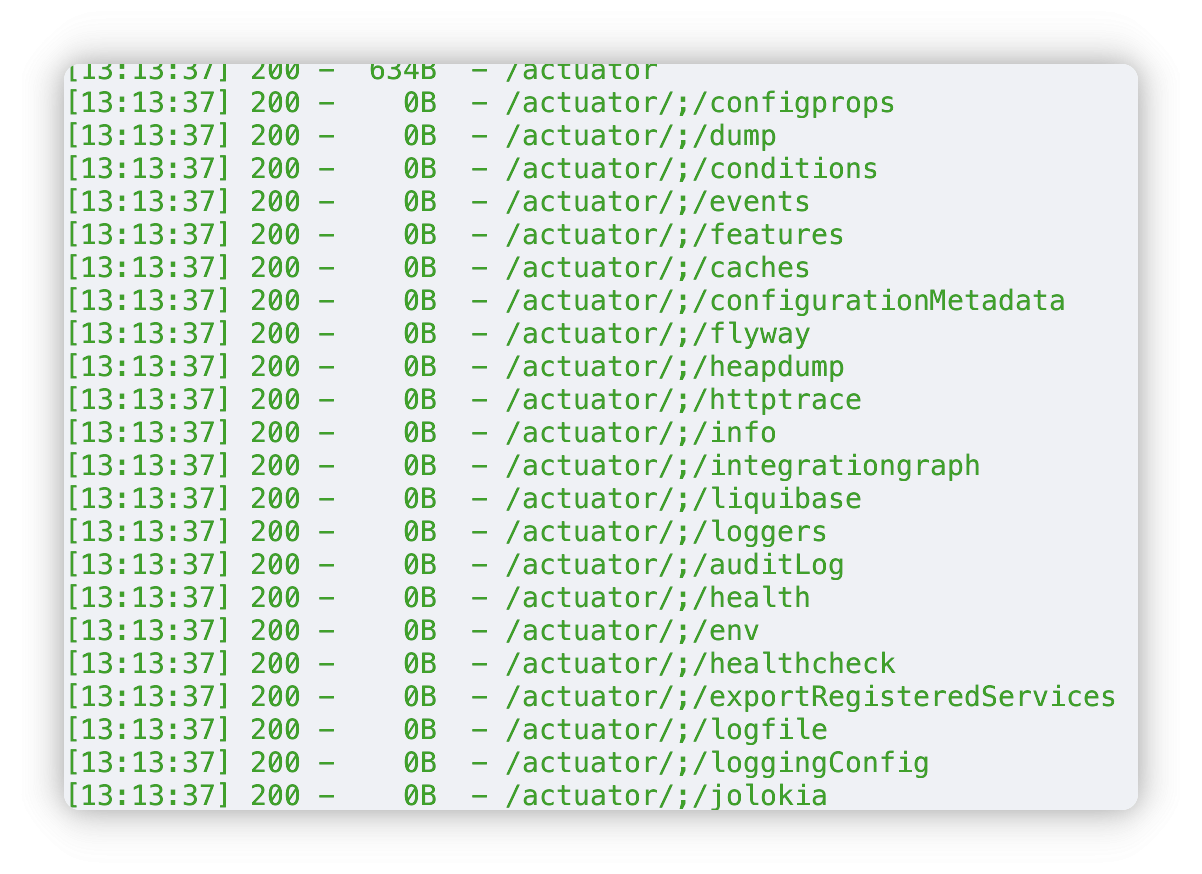 [13:13:37] 200 -  634B  - /actuator
[13:13:37] 200 -    0B  - /actuator/;/configprops
[13:13:37] 200 -    0B  - /actuator/;/dump
[13:13:37] 200 -    0B  - /actuator/;/conditions
[13:13:37] 200 -    0B  - /actuator/;/events
[13:13:37] 200 -    0B  - /actuator/;/features
[13:13:37] 200 -    0B  - /actuator/;/caches
[13:13:37] 200 -    0B  - /actuator/;/configurationMetadata
[13:13:37] 200 -    0B  - /actuator/;/flyway
[13:13:37] 200 -    0B  - /actuator/;/heapdump
[13:13:37] 200 -    0B  - /actuator/;/httptrace
[13:13:37] 200 -    0B  - /actuator/;/info
[13:13:37] 200 -    0B  - /actuator/;/integrationgraph
[13:13:37] 200 -    0B  - /actuator/;/liquibase
[13:13:37] 200 -    0B  - /actuator/;/loggers
[13:13:37] 200 -    0B  - /actuator/;/auditLog
[13:13:37] 200 -    0B  - /actuator/;/health
[13:13:37] 200 -    0B  - /actuator/;/env
[13:13:37] 200 -    0B  - /actuator/;/healthcheck
[13:13:37] 200 -    0B  - /actuator/;/exportRegisteredServices
[13:13:37] 200 -    0B  - /actuator/;/logfile
[13:13:37] 200 -    0B  - /actuator/;/loggingConfig
[13:13:37] 200 -    0B  - /actuator/;/jolokia